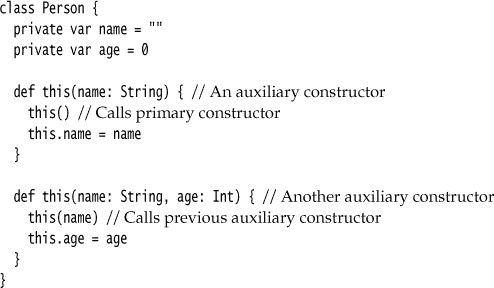 class Person {
  private var name = ""
  private var age = 0

  def this(name: String) { // An auxiliary constructor
    this() // Calls primary constructor
    this.name = name
  }

  def this(name: String, age: Int) { // Another auxiliary constructor
    this(name) // Calls previous auxiliary constructor
    this.age = age
  }
}